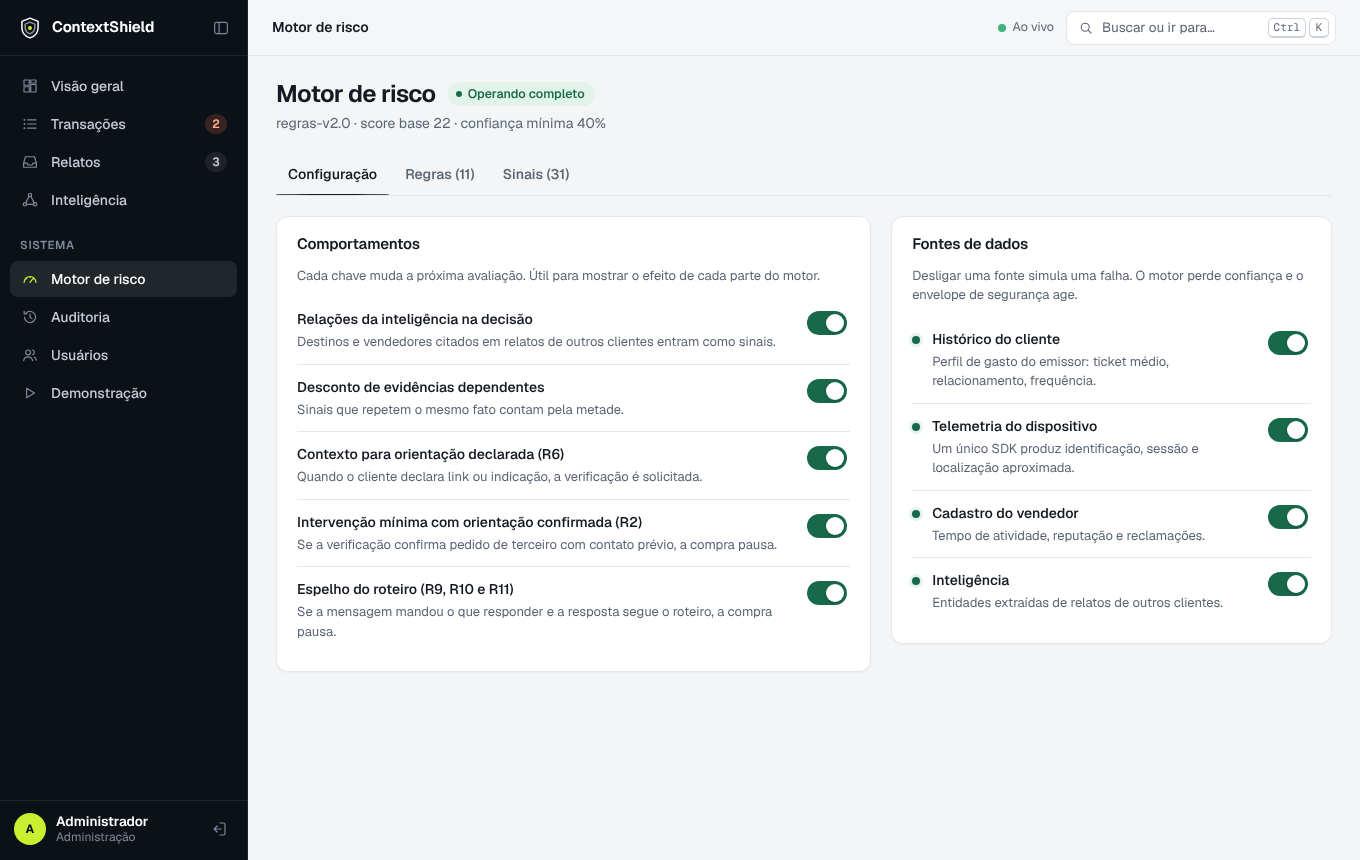 ContextShield
Visão geral
Transações 2
Relatos 3
Inteligência
SISTEMA
Motor de risco
Auditoria
Usuários
Demonstração
A
Administrador
Administração
Motor de risco
Ao vivo
Buscar ou ir para... Ctrl K
Motor de risco
Operando completo
regras-v2.0 · score base 22 · confiança mínima 40%
Configuração Regras (11) Sinais (31)
Comportamentos
Cada chave muda a próxima avaliação. Útil para mostrar o efeito de cada parte do motor.
Relações da inteligência na decisão
Destinos e vendedores citados em relatos de outros clientes entram como sinais.
Desconto de evidências dependentes
Sinais que repetem o mesmo fato contam pela metade.
Contexto para orientação declarada (R6)
Quando o cliente declara link ou indicação, a verificação é solicitada.
Intervenção mínima com orientação confirmada (R2)
Se a verificação confirma pedido de terceiro com contato prévio, a compra pausa.
Espelho do roteiro (R9, R10 e R11)
Se a mensagem mandou o que responder e a resposta segue o roteiro, a compra
pausa.
Fontes de dados
Desligar uma fonte simula uma falha. O motor perde confiança e o
envelope de segurança age.
Histórico do cliente
Perfil de gasto do emissor: ticket médio,
relacionamento, frequência.
Telemetria do dispositivo
Um único SDK produz identificação, sessão e
localização aproximada.
Cadastro do vendedor
Tempo de atividade, reputação e reclamações.
Inteligência
Entidades extraídas de relatos de outros clientes.